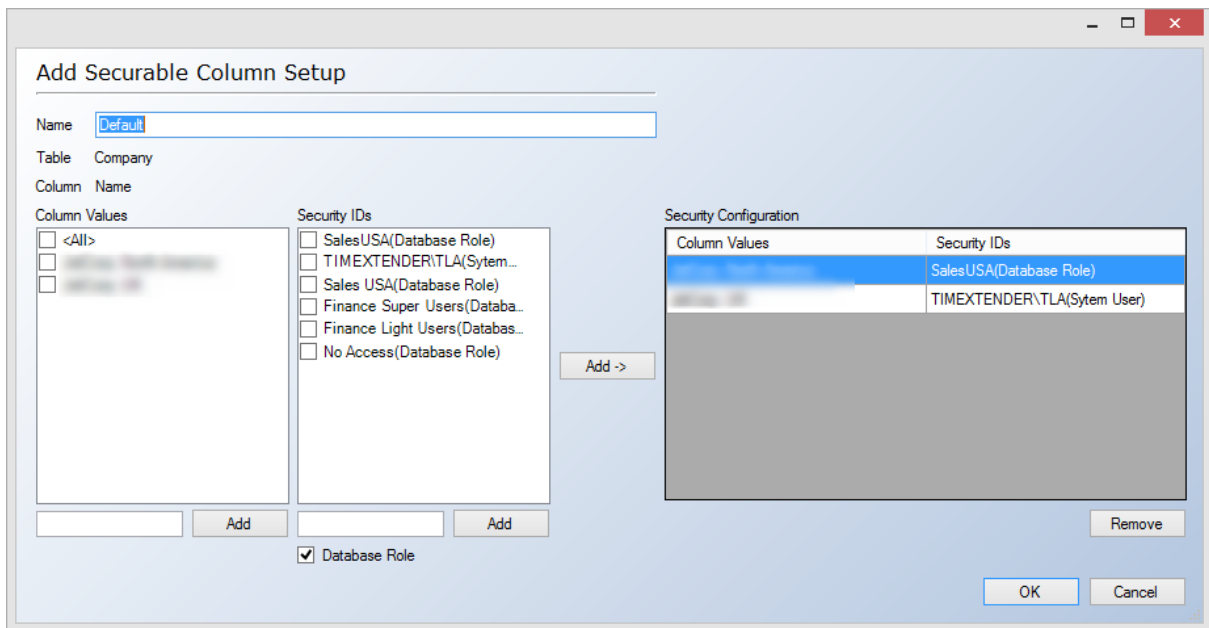 Add Securable Column Setup
Name Default
Table Company
Column Name
Column Values Security IDs Security Configuration
<All>
SalesUSA(Database Role)
TIMEXTENDER\TLA(Sytem...
Sales USA(Database Role)
Finance Super Users(Databa...
Finance Light Users(Databas...
No Access(Database Role)
Add ->
Column Values Security IDs
SalesUSA(Database Role)
TIMEXTENDER\TLA(Sytem User)
Add Add Remove
Database Role
OK Cancel